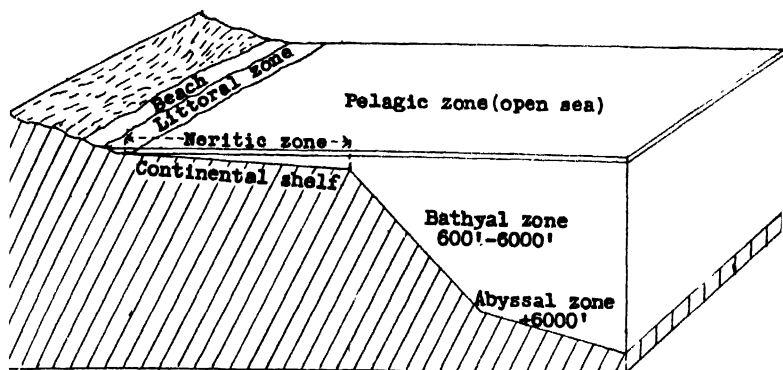 Beach
Littoral zone
Pelagic zone(open sea)
Neritic zone
Continental shelf
Bathyal zone
600'-6000'
Abyssal zone
+6000'